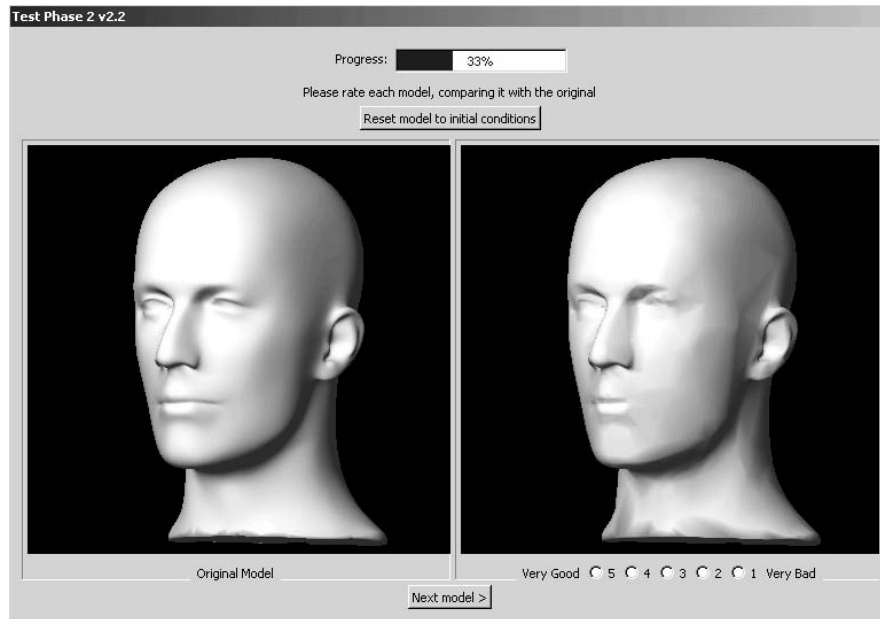 Test Phase 2 v2.2
Progress: 33%
Please rate each model, comparing it with the original
Reset model to initial conditions
Original Model
Very Good 5 4 3 2 1 Very Bad
Next model >